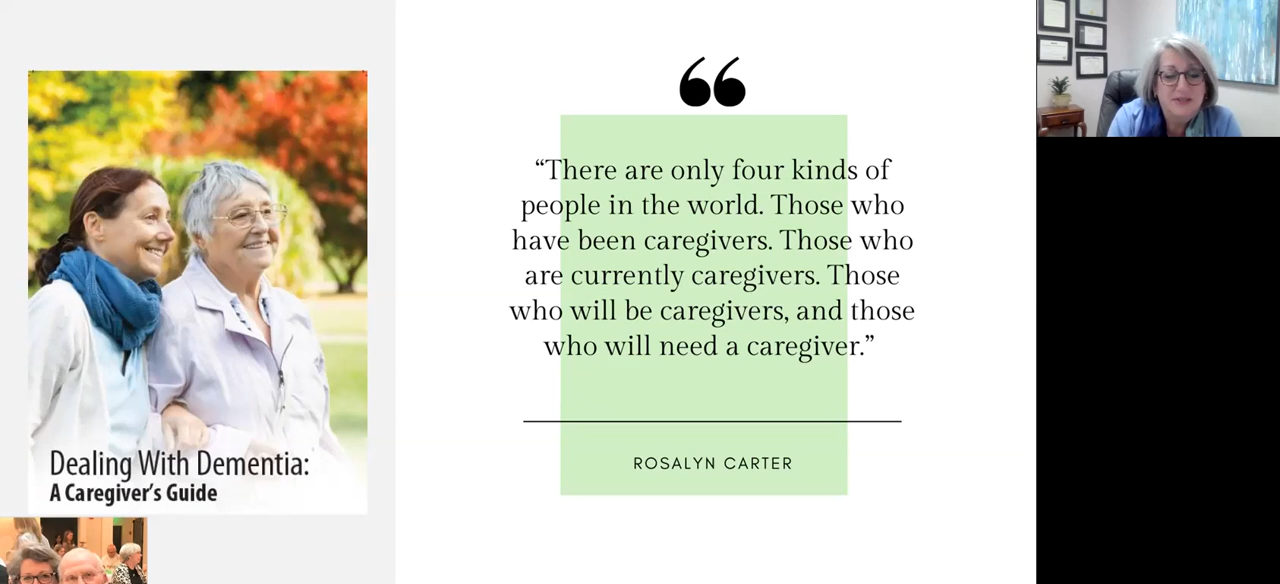 Dealing With Dementia:
A Caregiver's Guide
“There are only four kinds of
people in the world. Those who
have been caregivers. Those who
are currently caregivers. Those
who will be caregivers, and those
who will need a caregiver.”
ROSALYN CARTER